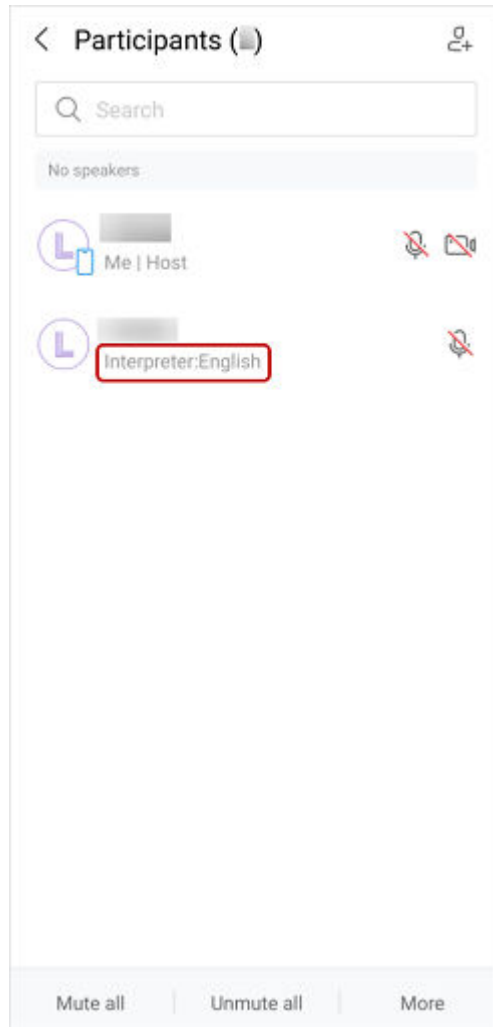 Participants ( )
Search
No speakers
L
Me | Host
L
Interpreter:English
Mute all
Unmute all
More